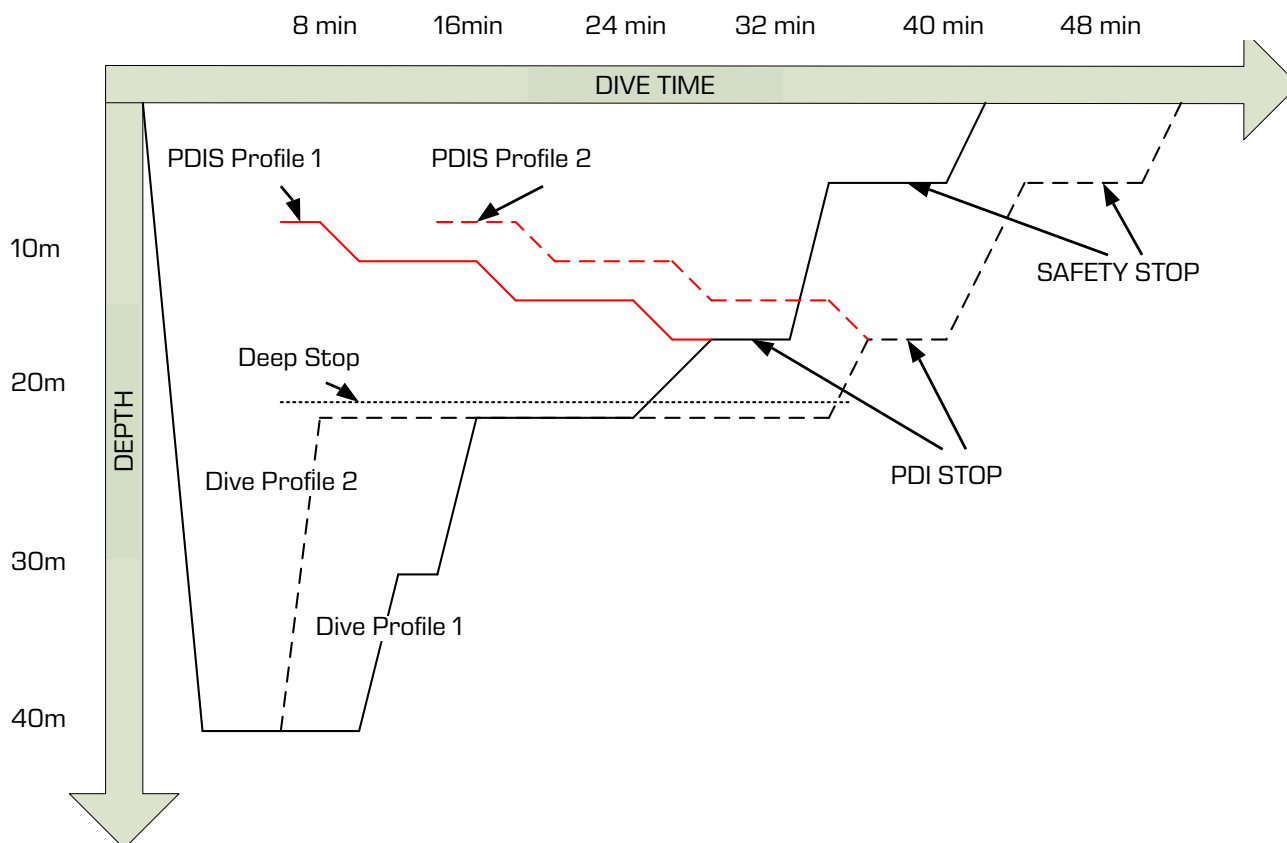 8 min 16min 24 min 32 min 40 min 48 min
DIVE TIME
PDIS Profile 1
PDIS Profile 2
10m
SAFETY STOP
Deep Stop
20m
DEPTH
PDI STOP
Dive Profile 2
30m
Dive Profile 1
40m